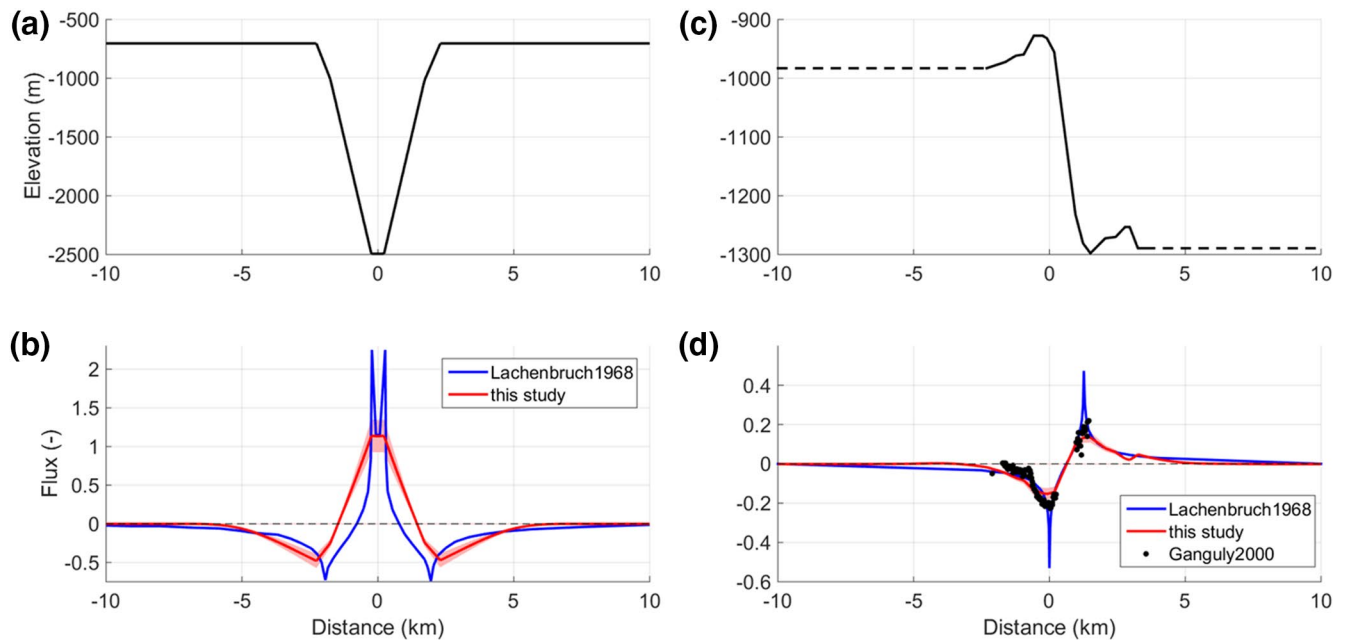 (a)
-500
-1000
-1500
-2000
-2500
Elevation (m)
-10 -5 0 5 10
(c)
-900
-1000
-1100
-1200
-1300
-10 -5 0 5 10
(b)
2
1.5
1
0.5
0
-0.5
Flux (-)
Lachenbruch1968
this study
-10 -5 0 5 10
Distance (km)
(d)
0.4
0.2
0
-0.2
-0.4
-0.6
Lachenbruch1968
this study
Ganguly2000
-10 -5 0 5 10
Distance (km)